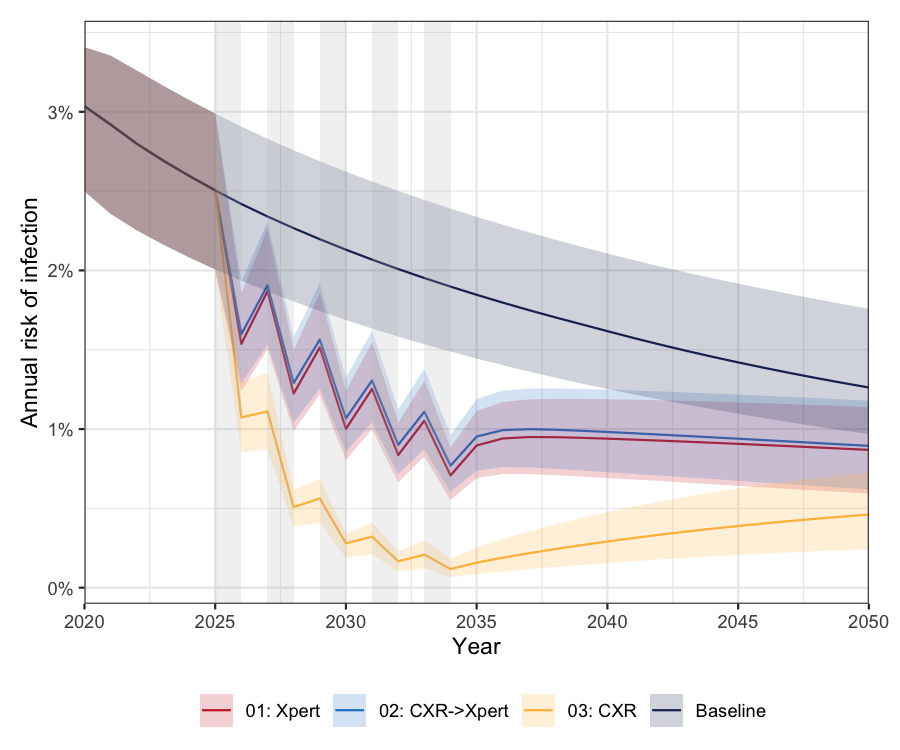 Annual risk of infection
3%
2%
1%
0%
2020 2025 2030 2035 2040 2045 2050
Year
01: Xpert 02: CXR->Xpert 03: CXR Baseline